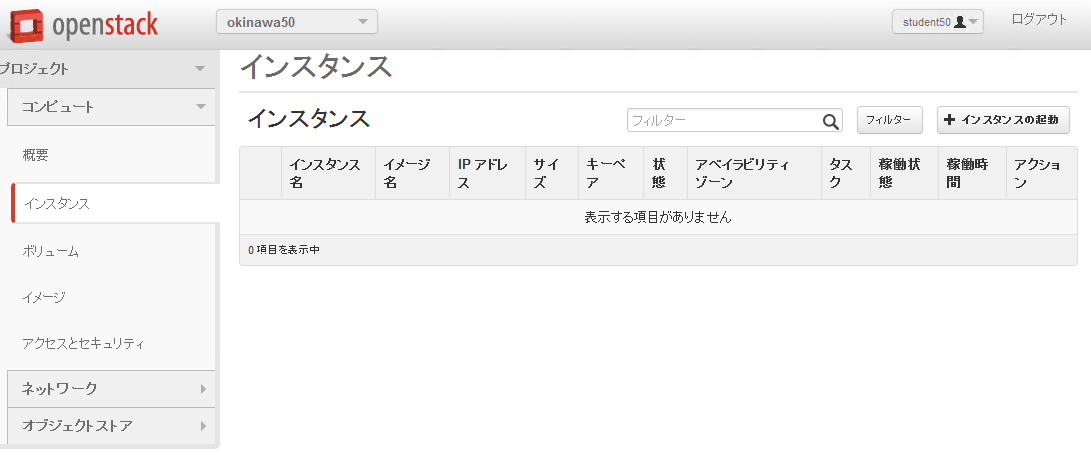 openstack
okinawa50
student50
ログアウト
プロジェクト
コンピュート
概要
インスタンス
ボリューム
イメージ
アクセスとセキュリティ
ネットワーク
オブジェクトストア
インスタンス
インスタンス
フィルター
フィルター
+ インスタンスの起動
インスタンス
名
イメージ
名
IP アドレ
ス
サイ
ズ
キーペ
ア
状
態
アベイラビリティ
ゾーン
タス
ク
稼働状
態
稼働時
間
アクショ
ン
表示する項目がありません
0 項目を表示中